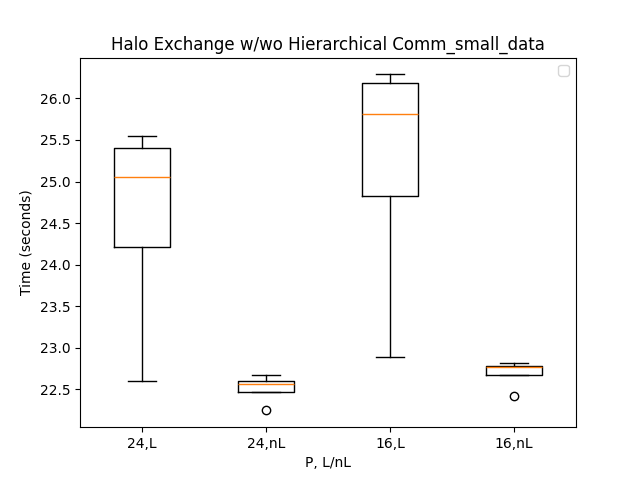 Halo Exchange w/wo Hierarchical Comm_small_data
26.0
25.5
25.0
24.5
24.0
23.5
23.0
22.5
Time (seconds)
24,L
24,nL
16,L
16,nL
P, L/nL